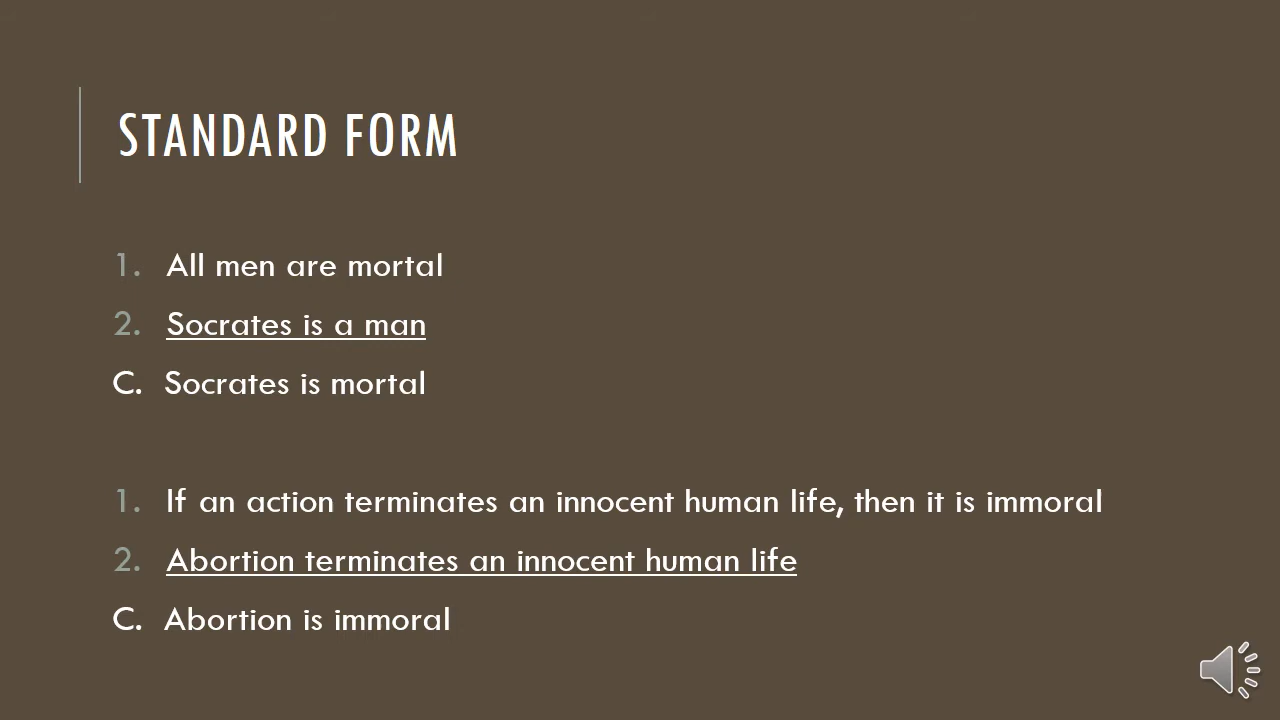 STANDARD FORM
1. All men are mortal
2. Socrates is a man
C. Socrates is mortal
1. If an action terminates an innocent human life, then it is immoral
2. Abortion terminates an innocent human life
C. Abortion is immoral